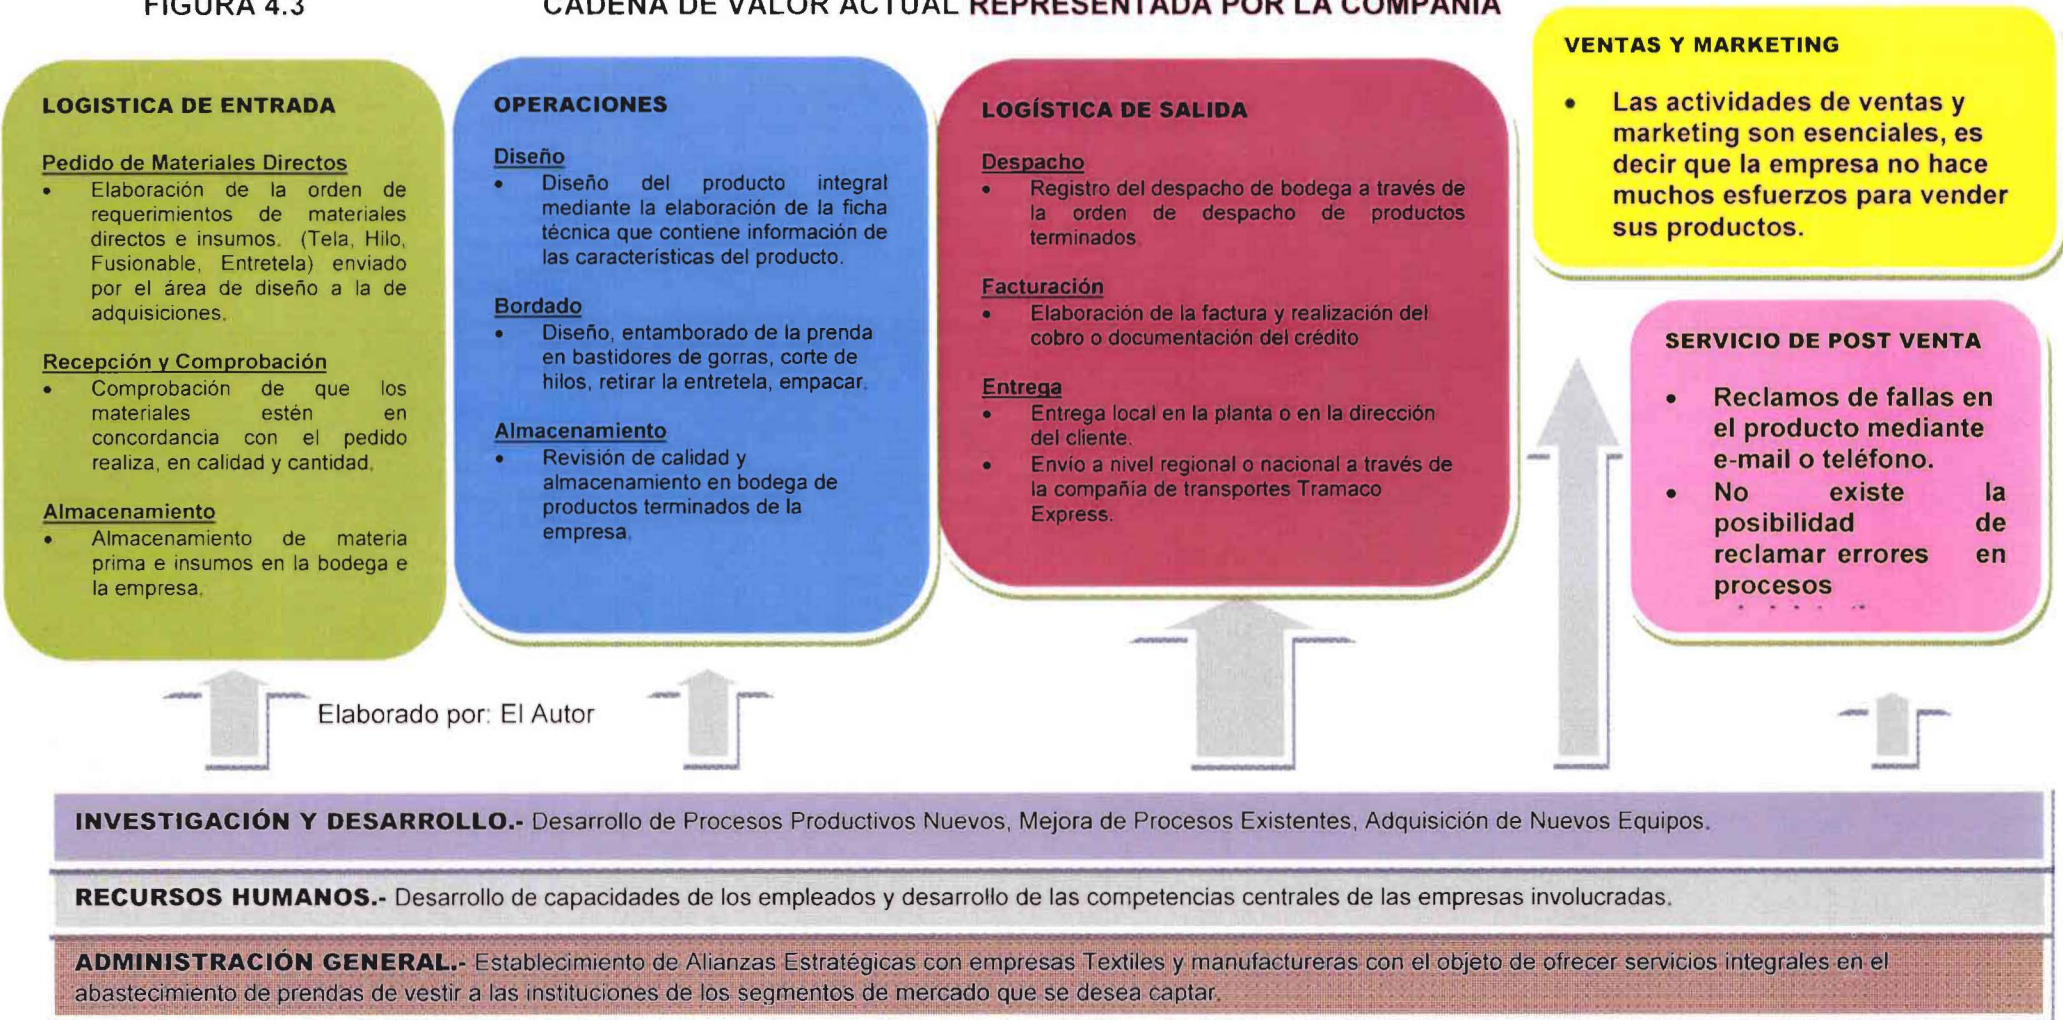 FIGURA 4.3 CADENA DE VALOR ACTUAL REPRESENTADA POR LA COMPAÑÍA
LOGISTICA DE ENTRADA
Pedido de Materiales Directos
• Elaboración de la orden de
requerimientos de materiales
directos e insumos. (Tela, Hilo,
Fusionable, Entretela) enviado
por el área de diseño a la de
adquisiciones.
Recepción y Comprobación
• Comprobación de que los
materiales estén en
concordancia con el pedido
realiza, en calidad y cantidad.
Almacenamiento
• Almacenamiento de materia
prima e insumos en la bodega e
la empresa.
OPERACIONES
Diseño
• Diseño del producto integral
mediante la elaboración de la ficha
técnica que contiene información de
las características del producto.
Bordado
• Diseño, entamborado de la prenda
en bastidores de gorras, corte de
hilos, retirar la entretela, empacar.
Almacenamiento
• Revisión de calidad y
almacenamiento en bodega de
productos terminados de la
empresa.
LOGÍSTICA DE SALIDA
Despacho
• Registro del despacho de bodega a través de
la orden de despacho de productos
terminados.
Facturación
• Elaboración de la factura y realización del
cobro o documentación del crédito
Entrega
• Entrega local en la planta o en la dirección
del cliente.
• Envío a nivel regional o nacional a través de
la compañía de transportes Tramaco
Express.
VENTAS Y MARKETING
• Las actividades de ventas y
marketing son esenciales, es
decir que la empresa no hace
muchos esfuerzos para vender
sus productos.
SERVICIO DE POST VENTA
• Reclamos de fallas en
el producto mediante
e-mail o teléfono.
• No existe la
posibilidad de
reclamar errores en
procesos
Elaborado por: El Autor
INVESTIGACIÓN Y DESARROLLO.- Desarrollo de Procesos Productivos Nuevos, Mejora de Procesos Existentes, Adquisición de Nuevos Equipos.
RECURSOS HUMANOS.- Desarrollo de capacidades de los empleados y desarrollo de las competencias centrales de las empresas involucradas.
ADMINISTRACIÓN GENERAL.- Establecimiento de Alianzas Estratégicas con empresas Textiles y manufactureras con el objeto de ofrecer servicios integrales en el
abastecimiento de prendas de vestir a las instituciones de los segmentos de mercado que se desea captar.